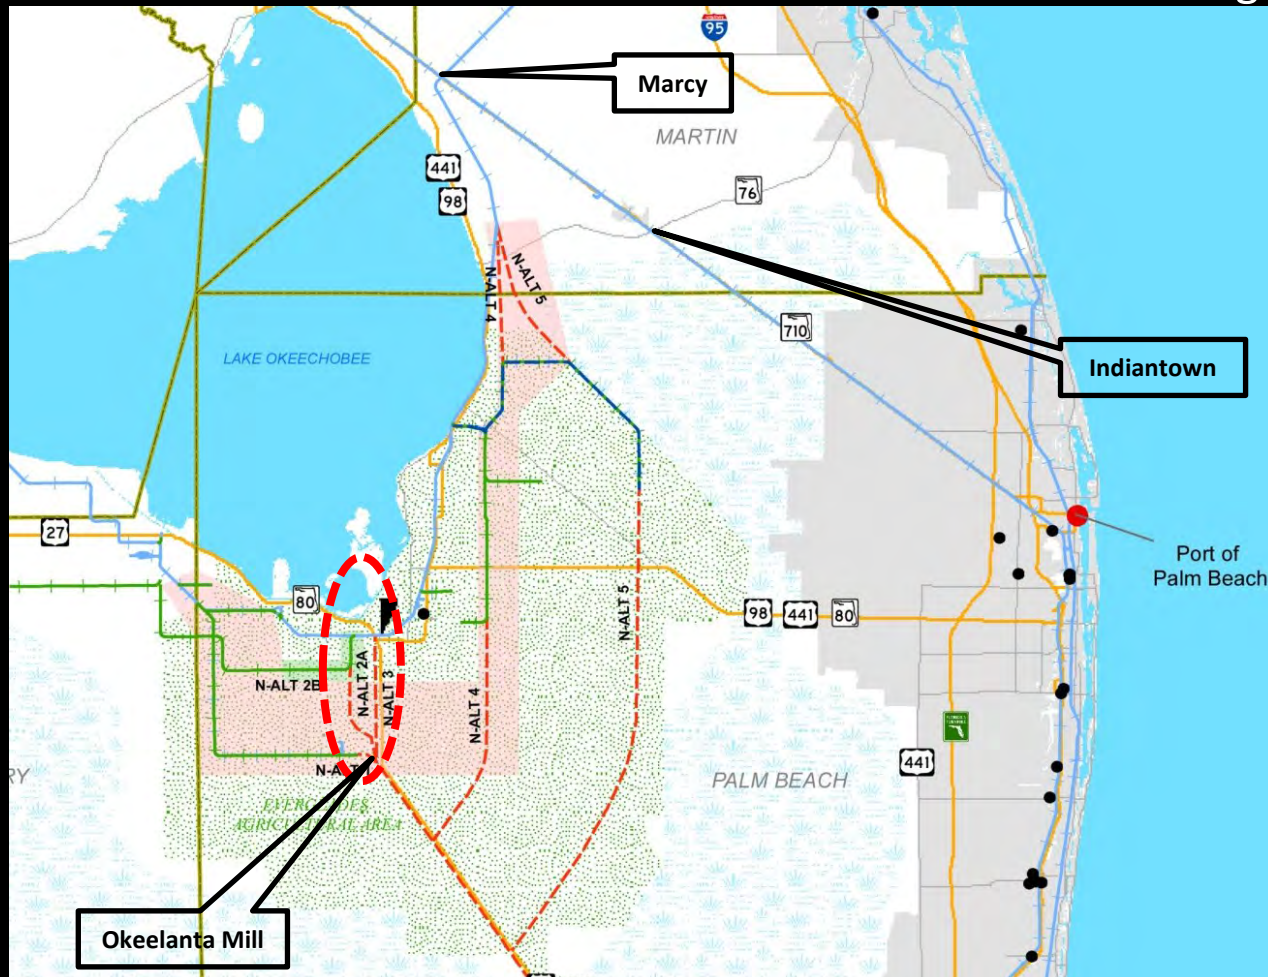 g
95
Marcy
MARTIN
441
98
76
N-ALT 4
N-ALT 5
710
LAKE OKEECHOBEE
Indiantown
27
80
Port of
Palm Beach
98
441
80
N-ALT 5
N-ALT 2A
N-ALT 3
N-ALT 2B
N-ALT 4
441
PALM BEACH
RY
EVERGLADES
AGRICULTURAL AREA
Okeelanta Mill